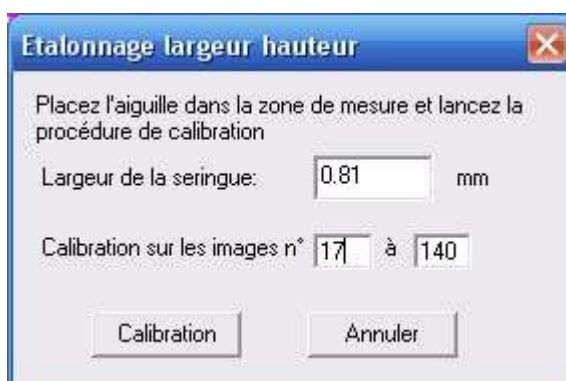 Etalonnage largeur hauteur
Placez l'aiguille dans la zone de mesure et lancez la
procédure de calibration
Largeur de la seringue: 0.81 mm
Calibration sur les images n° 17 à 140
Calibration Annuler